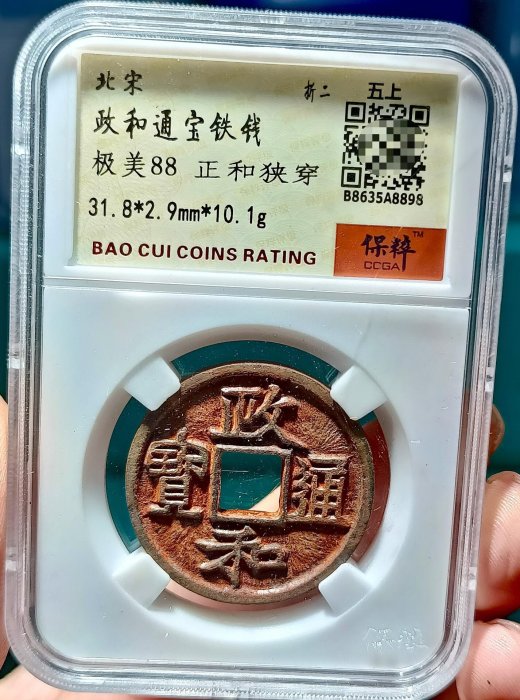 北宋 折二 五上
政和通宝铁钱
极美88 正和狭穿
31.8*2.9mm*10.1g
B8635A8898
BAO CUI COINS RATING
保粹™
CCGA
政
寶 通
和